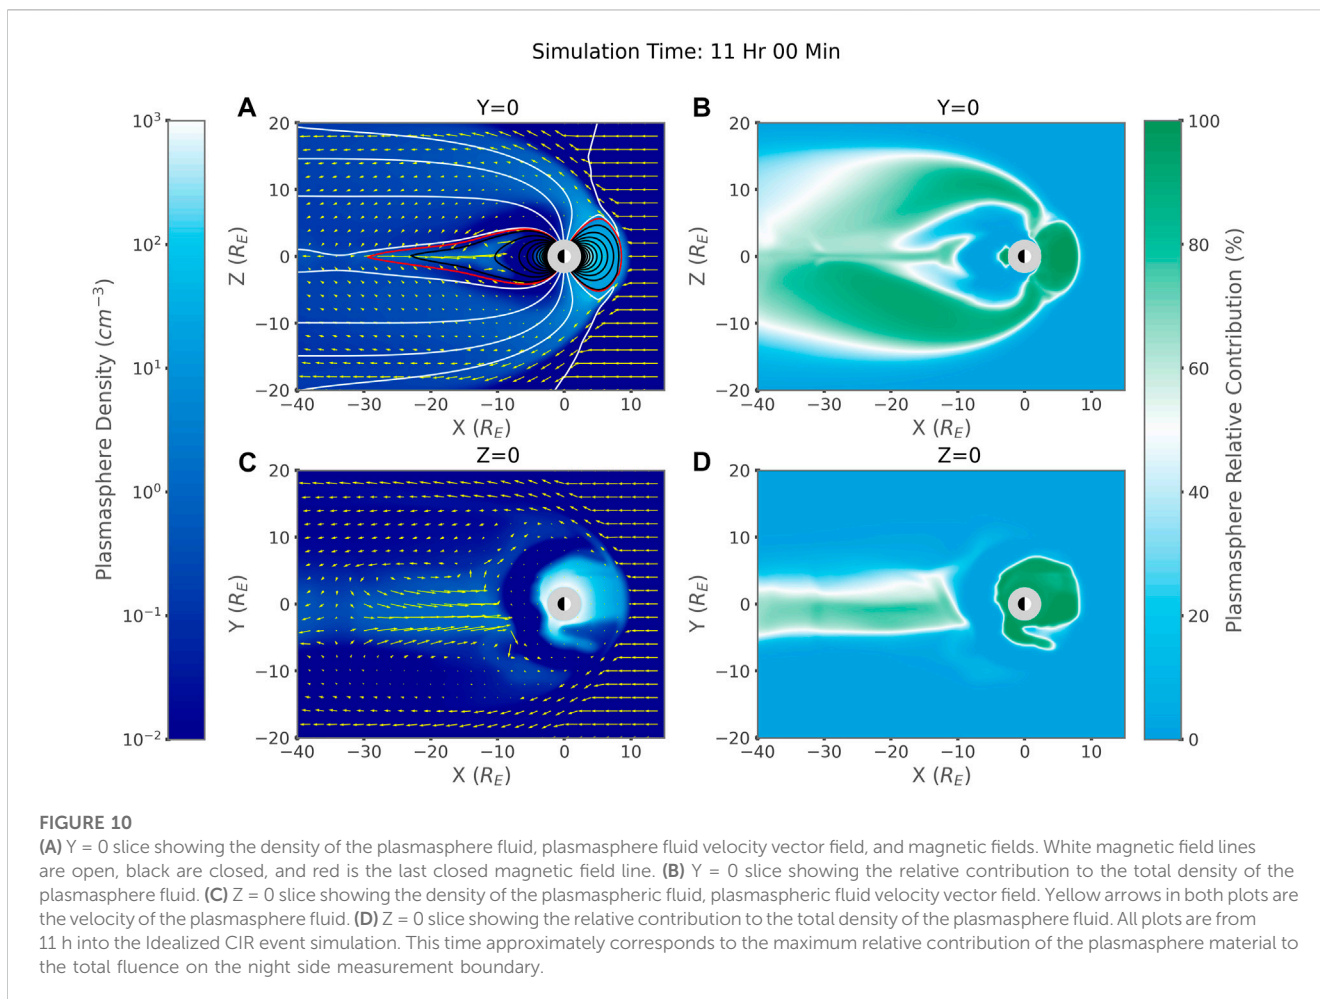 Simulation Time: 11 Hr 00 Min
A
Y=0
B
Y=0
10³
10²
10¹
10⁰
10⁻¹
10⁻²
Plasmasphere Density (cm⁻³)
20
10
0
−10
−20
Z (R_E)
−40 −30 −20 −10 0 10
X (R_E)
20
10
0
−10
−20
Z (R_E)
−40 −30 −20 −10 0 10
X (R_E)
100
80
60
40
20
0
Plasmasphere Relative Contribution (%)
C
Z=0
D
Z=0
20
10
0
−10
−20
Y (R_E)
−40 −30 −20 −10 0 10
X (R_E)
20
10
0
−10
−20
Y (R_E)
−40 −30 −20 −10 0 10
X (R_E)
FIGURE 10
(A) Y = 0 slice showing the density of the plasmasphere fluid, plasmasphere fluid velocity vector field, and magnetic fields. White magnetic field lines
are open, black are closed, and red is the last closed magnetic field line. (B) Y = 0 slice showing the relative contribution to the total density of the
plasmasphere fluid. (C) Z = 0 slice showing the density of the plasmaspheric fluid, plasmaspheric fluid velocity vector field. Yellow arrows in both plots are
the velocity of the plasmasphere fluid. (D) Z = 0 slice showing the relative contribution to the total density of the plasmasphere fluid. All plots are from
11 h into the Idealized CIR event simulation. This time approximately corresponds to the maximum relative contribution of the plasmasphere material to
the total fluence on the night side measurement boundary.